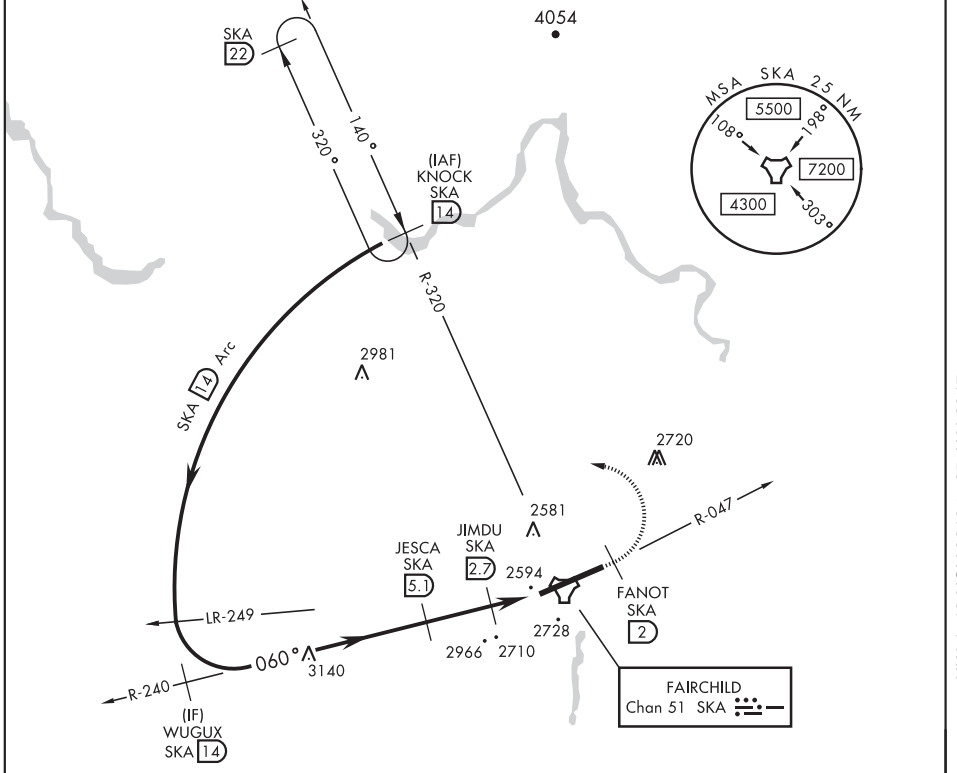 SKA
22
4054
MSA SKA 25 NM
5500
108°
198°
7200
4300
303°
320°
140°
(IAF)
KNOCK
SKA
14
R-320
2981
SKA 14 Arc
2720
2581
R-047
JIMDU
SKA
2.7
JESCA
SKA
5.1
2594
FANOT
SKA
2
LR-249
2728
2966
2710
060°
3140
R-240
(IF)
WUGUX
SKA 14
FAIRCHILD
Chan 51 SKA